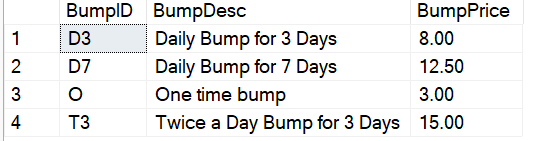 BumpID BumpDesc BumpPrice
1 D3 Daily Bump for 3 Days 8.00
2 D7 Daily Bump for 7 Days 12.50
3 O One time bump 3.00
4 T3 Twice a Day Bump for 3 Days 15.00